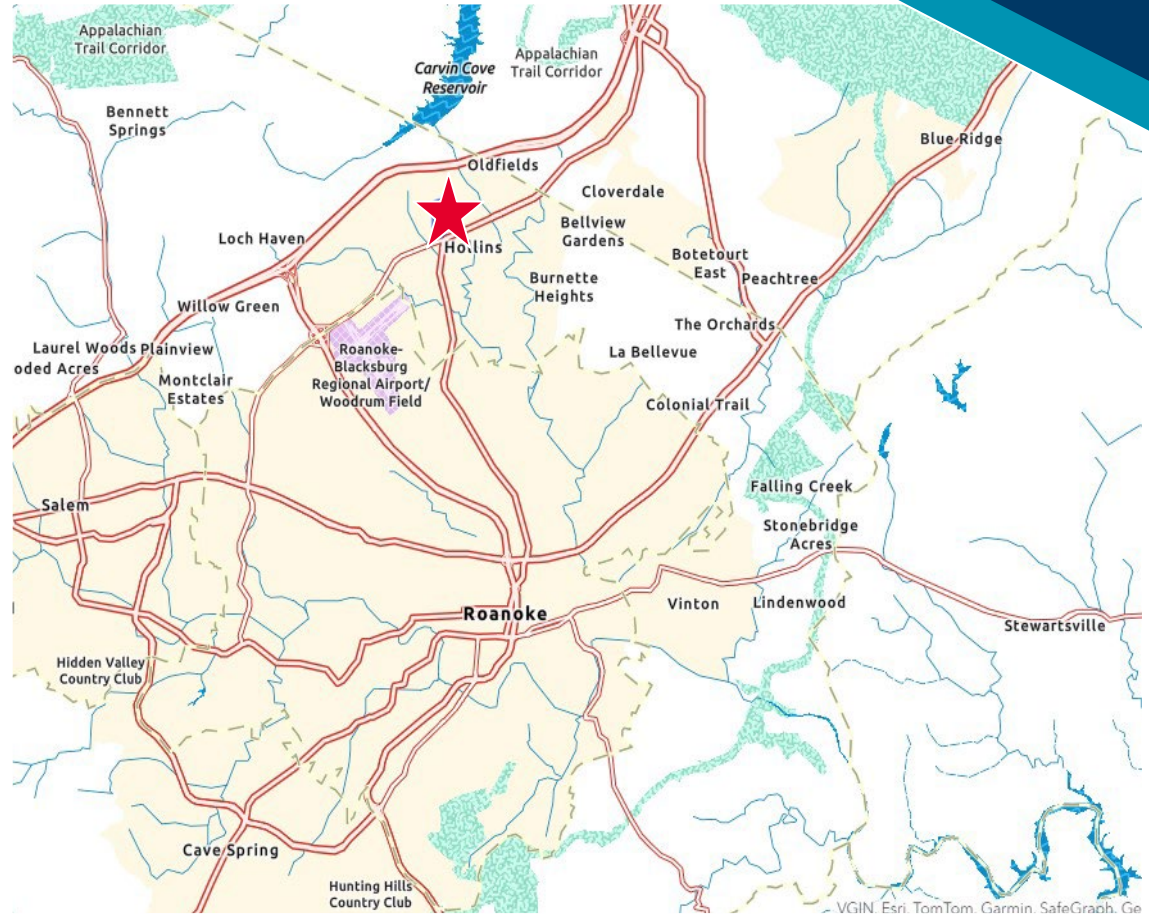 Appalachian
Trail Corridor
Appalachian
Trail Corridor
Carvin Cove
Reservoir
Bennett
Springs
Blue Ridge
Oldfields
Cloverdale
Bellview
Gardens
Loch Haven
Hollins
Botetourt
East
Peachtree
Burnette
Heights
Willow Green
The Orchards
Laurel Woods
Plainview
oded Acres
Roanoke-
Blacksburg
Regional Airport/
Woodrum Field
La Bellevue
Montclair
Estates
Colonial Trail
Salem
Falling Creek
Stonebridge
Acres
Roanoke
Vinton
Lindenwood
Stewartsville
Hidden Valley
Country Club
Cave Spring
Hunting Hills
Country Club
VGIN, Esri, TomTom, Garmin, SafeGraph, Ge